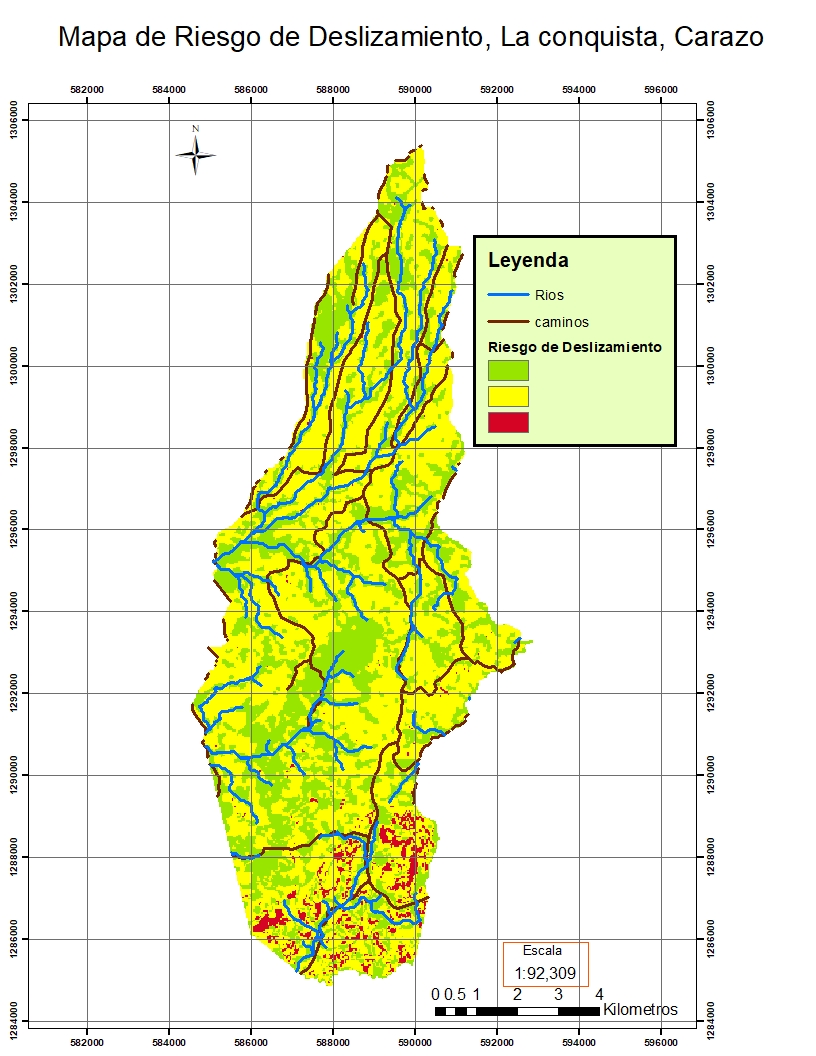 Mapa de Riesgo de Deslizamiento, La conquista, Carazo
582000 584000 586000 588000 590000 592000 594000 596000
1306000 1306000
N
1304000 1304000
Leyenda
1302000 1302000
Rios
caminos
Riesgo de Deslizamiento
1300000 1300000
1298000 1298000
1296000 1296000
1294000 1294000
1292000 1292000
1290000 1290000
1288000 1288000
1286000 1286000
Escala
1:92,309
0 0.5 1 2 3 4
Kilometros
1284000 1284000
582000 584000 586000 588000 590000 592000 594000 596000